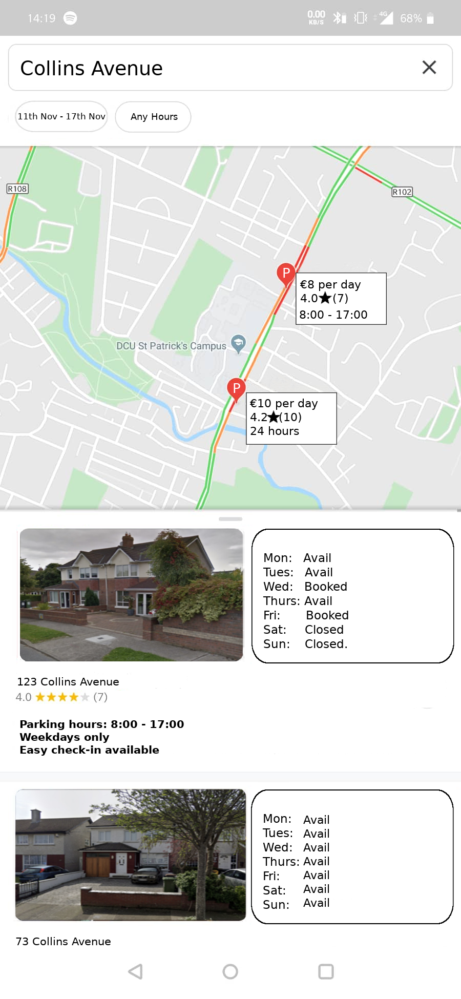 14:19
0.00
KB/S
4G
68%
Collins Avenue
11th Nov - 17th Nov
Any Hours
R108
R102
P
€8 per day
4.0★(7)
8:00 - 17:00
DCU St Patrick's Campus
P
€10 per day
4.2★(10)
24 hours
Mon: Avail
Tues: Avail
Wed: Booked
Thurs: Avail
Fri: Booked
Sat: Closed
Sun: Closed.
123 Collins Avenue
4.0 ★★★★★ (7)
Parking hours: 8:00 - 17:00
Weekdays only
Easy check-in available
Mon: Avail
Tues: Avail
Wed: Avail
Thurs: Avail
Fri: Avail
Sat: Avail
Sun: Avail
73 Collins Avenue